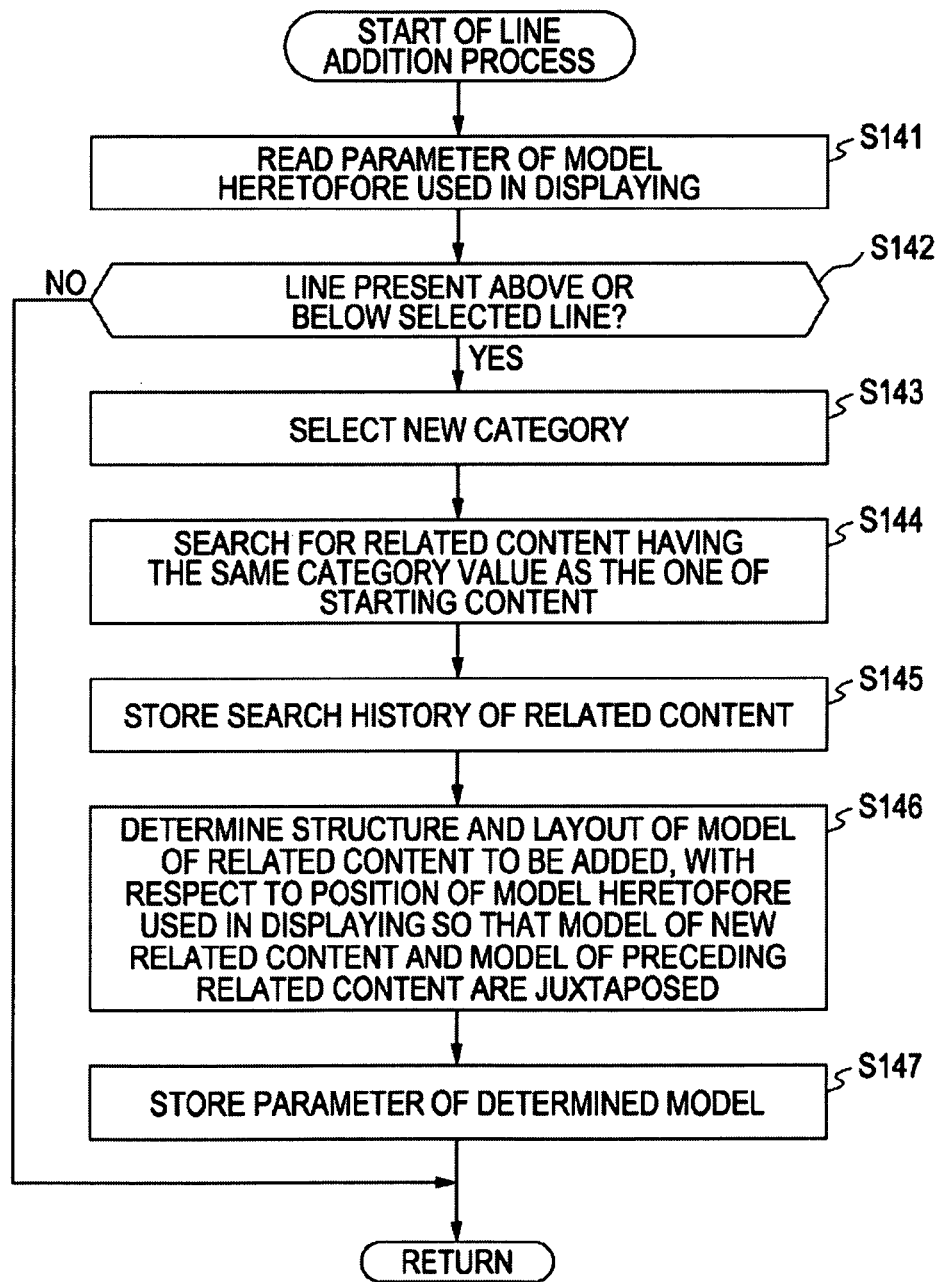 START OF LINE
ADDITION PROCESS
S141
READ PARAMETER OF MODEL
HERETOFORE USED IN DISPLAYING
S142
NO
LINE PRESENT ABOVE OR
BELOW SELECTED LINE?
YES
S143
SELECT NEW CATEGORY
S144
SEARCH FOR RELATED CONTENT HAVING
THE SAME CATEGORY VALUE AS THE ONE OF
STARTING CONTENT
S145
STORE SEARCH HISTORY OF RELATED CONTENT
S146
DETERMINE STRUCTURE AND LAYOUT OF MODEL
OF RELATED CONTENT TO BE ADDED, WITH
RESPECT TO POSITION OF MODEL HERETOFORE
USED IN DISPLAYING SO THAT MODEL OF NEW
RELATED CONTENT AND MODEL OF PRECEDING
RELATED CONTENT ARE JUXTAPOSED
S147
STORE PARAMETER OF DETERMINED MODEL
RETURN